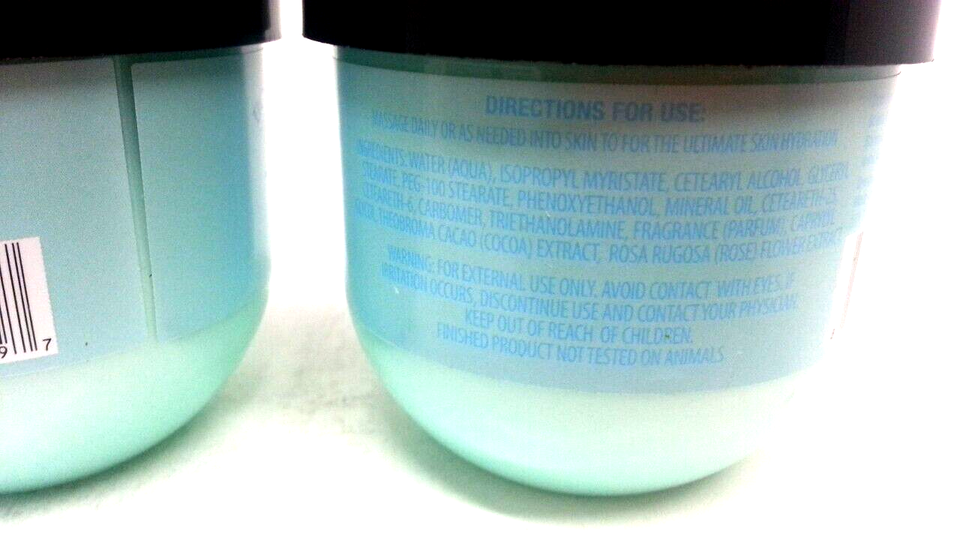 DIRECTIONS FOR USE:
MASSAGE DAILY OR AS NEEDED INTO SKIN TO FOR THE ULTIMATE SKIN HYDRATION
INGREDIENTS: WATER (AQUA), ISOPROPYL MYRISTATE, CETEARYL ALCOHOL, GLYCERYL
STEARATE, PEG-100 STEARATE, PHENOXYETHANOL, MINERAL OIL, CETEARETH-25,
CETEARETH-6, CARBOMER, TRIETHANOLAMINE, FRAGRANCE (PARFUM), CAPRYLYL
GLYCOL, THEOBROMA CACAO (COCOA) EXTRACT, ROSA RUGOSA (ROSE) FLOWER EXTRACT
WARNING: FOR EXTERNAL USE ONLY. AVOID CONTACT WITH EYES. IF
IRRITATION OCCURS, DISCONTINUE USE AND CONTACT YOUR PHYSICIAN.
KEEP OUT OF REACH OF CHILDREN.
FINISHED PRODUCT NOT TESTED ON ANIMALS
9 7